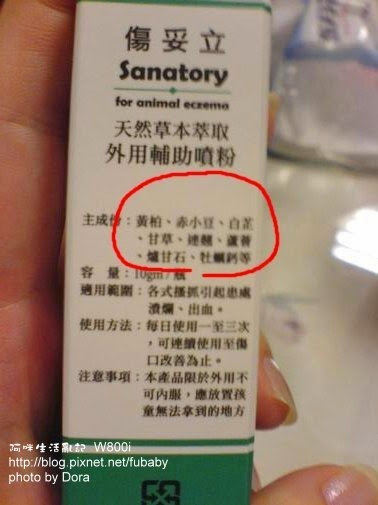 傷妥立
Sanatory
for animal eczema
天然草本萃取
外用輔助噴粉
主成份：黃柏、赤小豆、白芷
、甘草、連翹、蘆薈
、爐甘石、牡蠣鈣等
容 量：10gm/瓶
適用範圍：各式搔抓引起患處
潰爛、出血。
使用方法：每日使用一至三次
，可連續使用至傷
口改善為止。
注意事項：本產品限於外用不
可內服，應放置孩
童無法拿到的地方
阿咪生活亂記 W800i
http://blog.pixnet.net/fubaby
photo by Dora